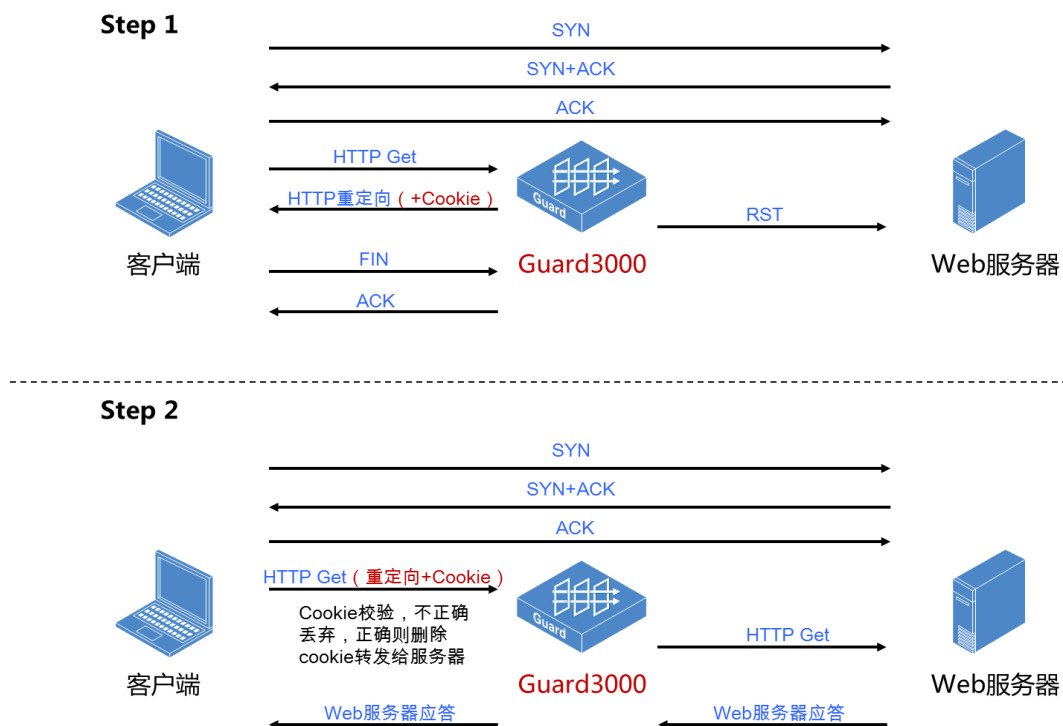 Step 1
SYN
SYN+ACK
ACK
HTTP Get
HTTP重定向（+Cookie）
Guard
RST
客户端
FIN
Guard3000
Web服务器
ACK
Step 2
SYN
SYN+ACK
ACK
HTTP Get（重定向+Cookie）
Cookie校验，不正确
丢弃，正确则删除
cookie转发给服务器
Guard
HTTP Get
客户端
Guard3000
Web服务器
Web服务器应答
Web服务器应答